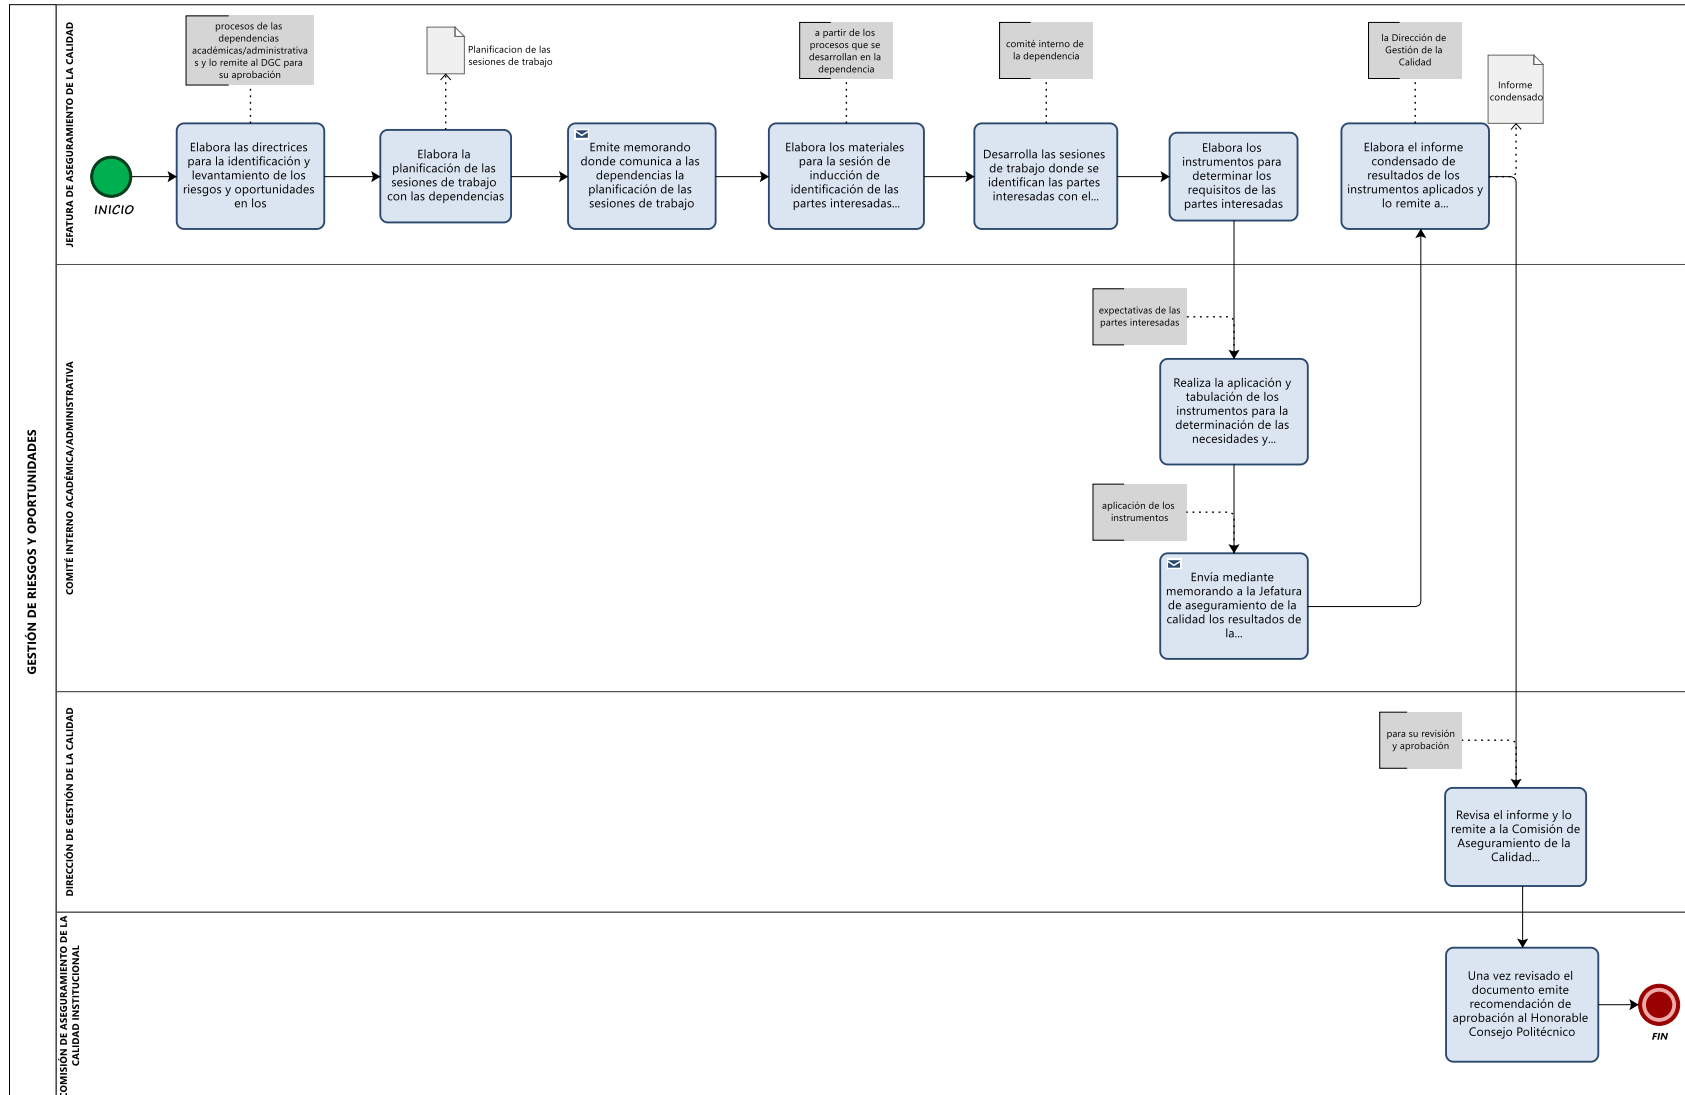 GESTIÓN DE RIESGOS Y OPORTUNIDADES
JEFATURA DE ASEGURAMIENTO DE LA CALIDAD
procesos de las
dependencias
académicas/administrativa
s y lo remite al DGC para
su aprobación
Planificacion de las
sesiones de trabajo
a partir de los
procesos que se
desarrollan en la
dependencia
comité interno de
la dependencia
la Dirección de
Gestión de la
Calidad
Informe
condensado
INICIO
Elabora las directrices
para la identificación y
levantamiento de los
riesgos y oportunidades
en los
Elabora la
planificación de las
sesiones de trabajo
con las dependencias
Emite memorando
donde comunica a las
dependencias la
planificación de las
sesiones de trabajo
Elabora los materiales
para la sesión de
inducción de
identificación de las
partes interesadas...
Desarrolla las sesiones
de trabajo donde se
identifican las partes
interesadas con el...
Elabora los
instrumentos para
determinar los
requisitos de las
partes interesadas
Elabora el informe
condensado de
resultados de los
instrumentos aplicados y
lo remite a...
COMITÉ INTERNO ACADÉMICA/ADMINISTRATIVA
expectativas de las
partes interesadas
Realiza la aplicación y
tabulación de los
instrumentos para la
determinación de las
necesidades y...
aplicación de los
instrumentos
Envía mediante
memorando a la Jefatura
de aseguramiento de la
calidad los resultados de
la...
DIRECCIÓN DE GESTIÓN DE LA CALIDAD
para su revisión
y aprobación
Revisa el informe y lo
remite a la Comisión de
Aseguramiento de la
Calidad...
COMISIÓN DE ASEGURAMIENTO DE LA
CALIDAD INSTITUCIONAL
Una vez revisado el
documento emite
recomendación de
aprobación al Honorable
Consejo Politécnico
FIN